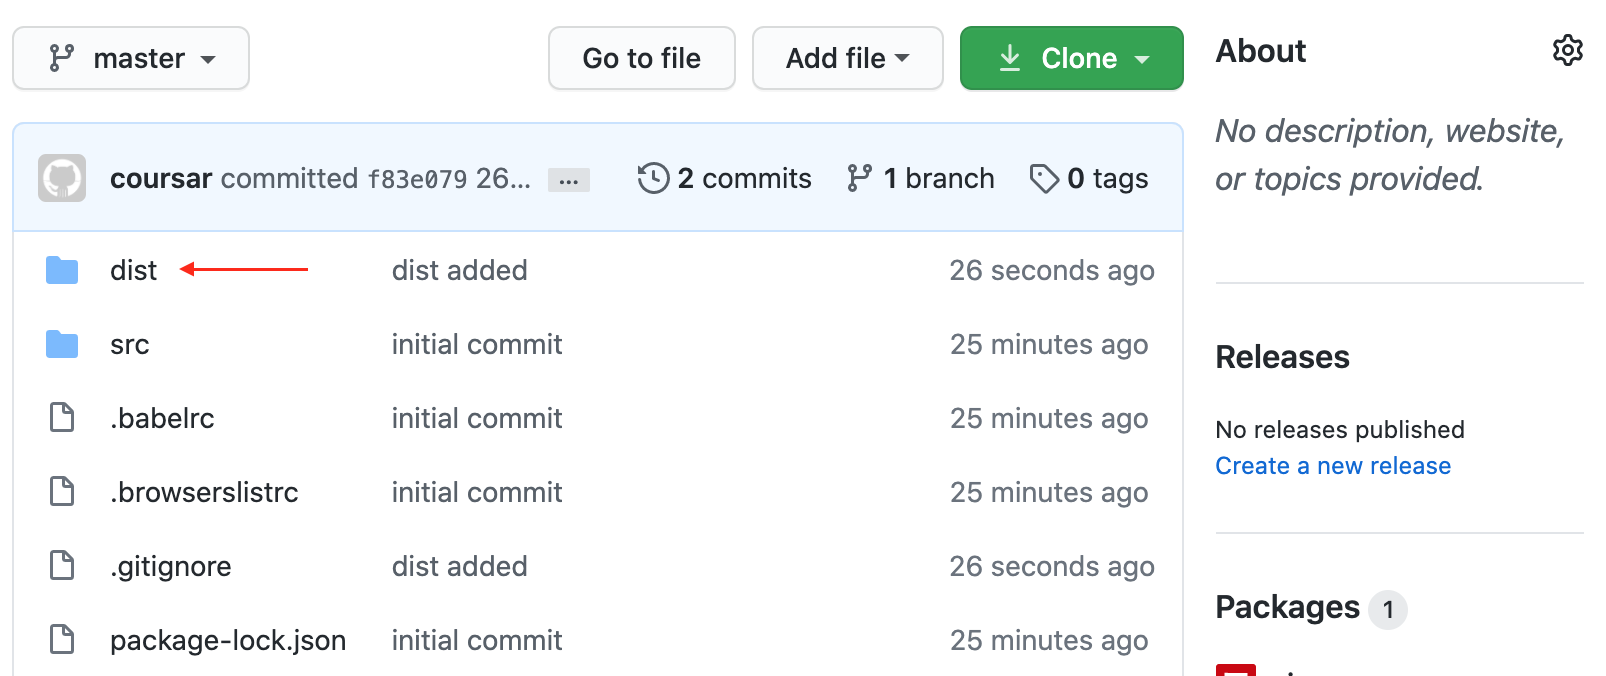 master
Go to file
Add file
Clone
coursar committed f83e079 26... ...
2 commits
1 branch
0 tags
dist dist added 26 seconds ago
src initial commit 25 minutes ago
.babelrc initial commit 25 minutes ago
.browserslistrc initial commit 25 minutes ago
.gitignore dist added 26 seconds ago
package-lock.json initial commit 25 minutes ago
About
No description, website,
or topics provided.
Releases
No releases published
Create a new release
Packages 1